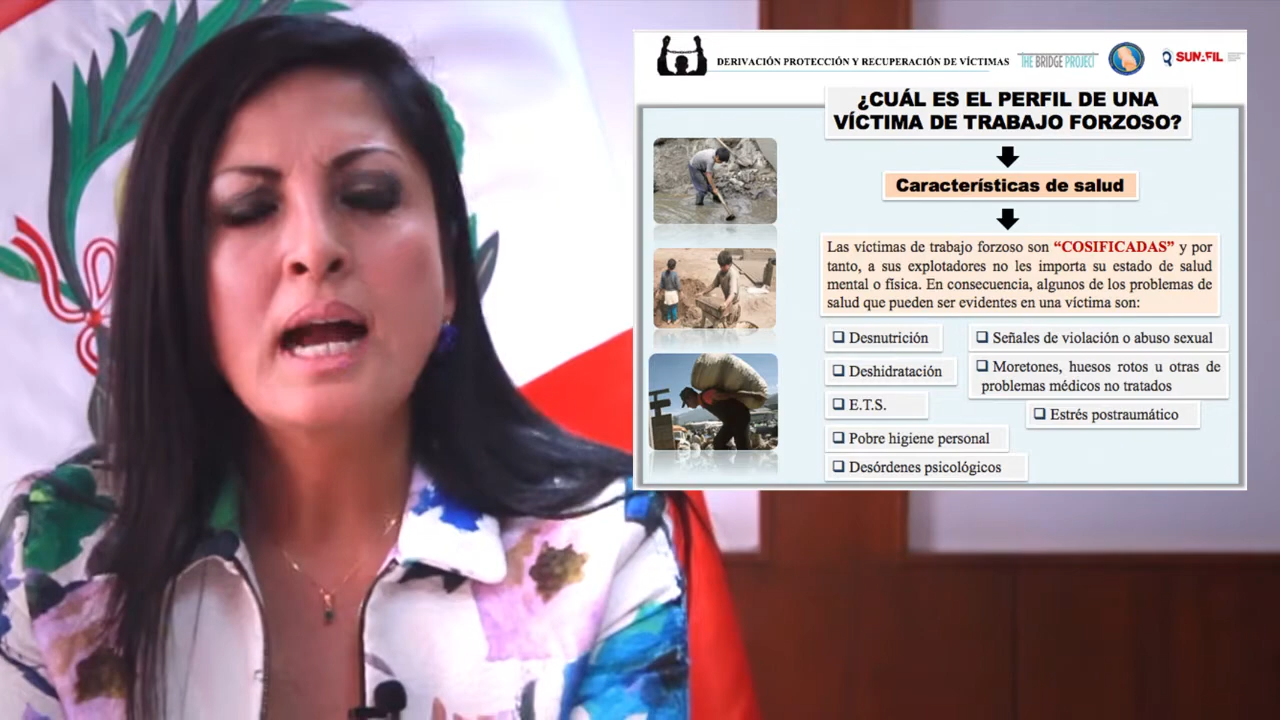 DERIVACIÓN PROTECCIÓN Y RECUPERACIÓN DE VÍCTIMAS
THE BRIDGE PROJECT
SUNAFIL
¿CUÁL ES EL PERFIL DE UNA
VÍCTIMA DE TRABAJO FORZOSO?
Características de salud
Las víctimas de trabajo forzoso son “COSIFICADAS” y por
tanto, a sus explotadores no les importa su estado de salud
mental o física. En consecuencia, algunos de los problemas de
salud que pueden ser evidentes en una víctima son:
Desnutrición
Deshidratación
E.T.S.
Pobre higiene personal
Desórdenes psicológicos
Señales de violación o abuso sexual
Moretones, huesos rotos u otras de
problemas médicos no tratados
Estrés postraumático